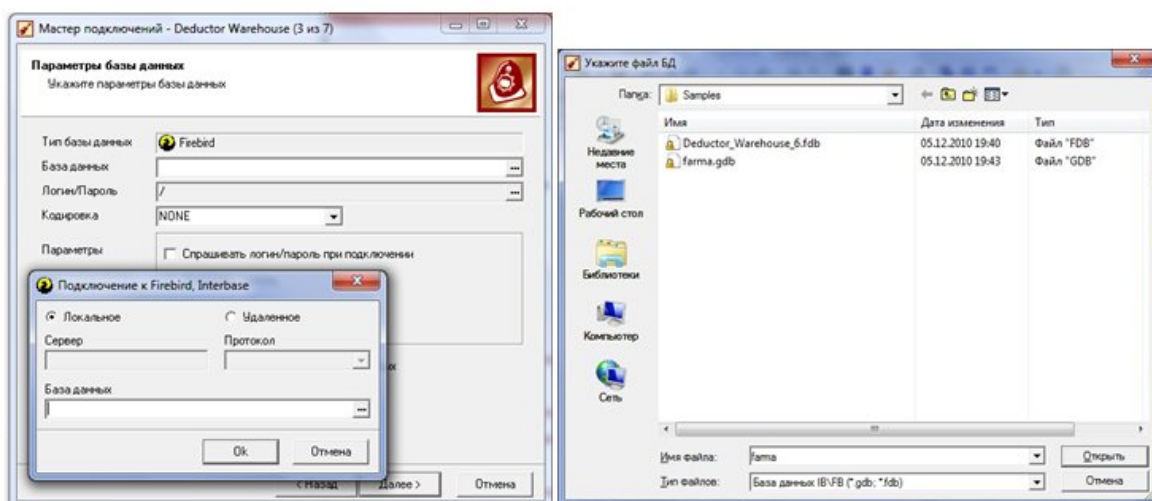 Мастер подключений - Deductor Warehouse (3 из 7)
Параметры базы данных
Укажите параметры базы данных
Тип базы данных
Firebird
База данных
...
Логин/Пароль
/
...
Кодировка
NONE
Параметры
Спрашивать логин/пароль при подключении
Подключение к Firebird, Interbase
Локальное
Удаленное
Сервер
Протокол
База данных
...
Ok
Отмена
< Назад
Далее >
Отмена
Укажите файл БД
Папка:
Samples
Имя
Дата изменения
Тип
Deductor_Warehouse_6.fdb
05.12.2010 19:40
Файл "FDB"
farma.gdb
05.12.2010 19:43
Файл "GDB"
Недавние места
Рабочий стол
Библиотеки
Компьютер
Сеть
Имя файла:
farma
Открыть
Тип файлов:
База данных IB\FB (*.gdb; *.fdb)
Отмена